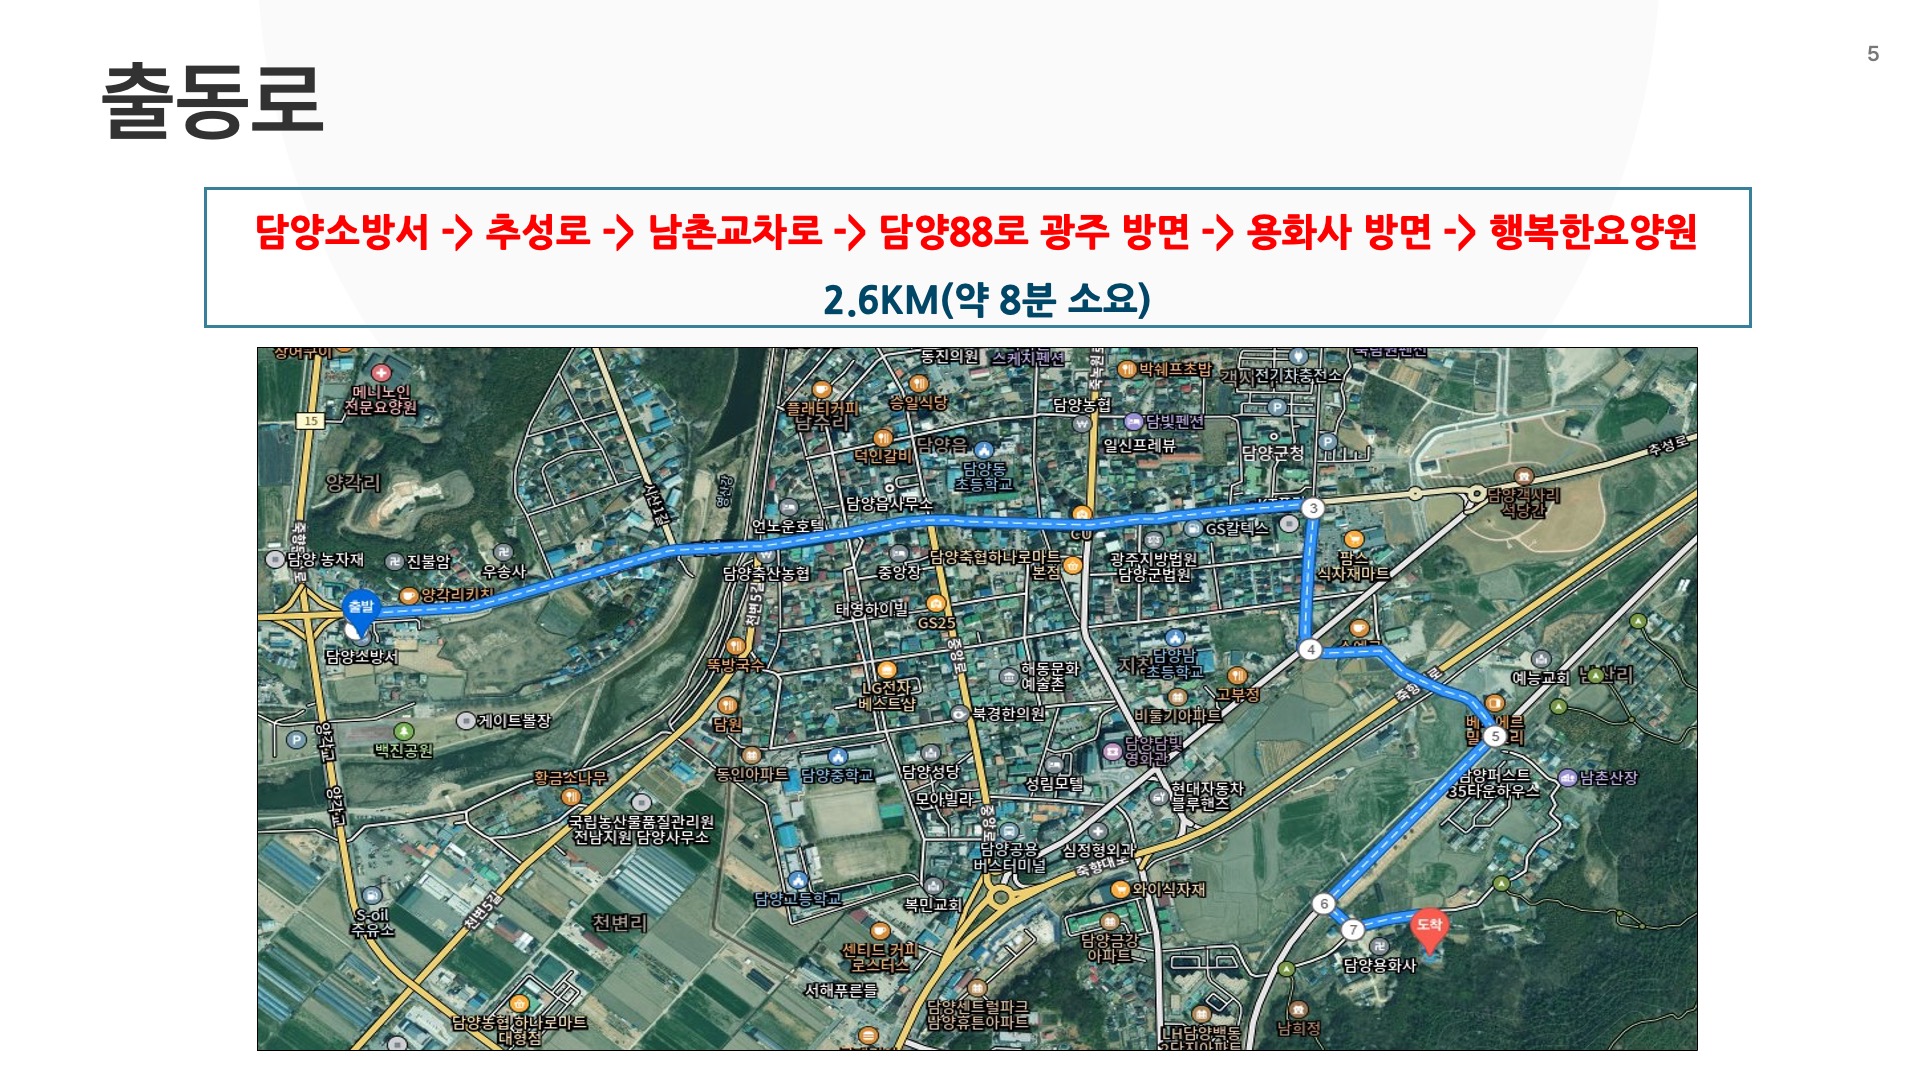 5
출동로
담양소방서 -> 추성로 -> 남촌교차로 -> 담양88로 광주 방면 -> 용화사 방면 -> 행복한요양원
2.6KM(약 8분 소요)
동진의원
스케치펜션
박쉐프초밥
전기차충전소
메니노인
전문요양원
15
플래티커피
승일식당
담양농협
담빛펜션
덕인갈비
담양읍
일신프레뷰
담양군청
추성로
양각리
담양동
초등학교
담양읍사무소
담양객사리
석당간
언노운호텔
3
GS칼텍스
CU
담양 농자재
진불암
우송사
담양축산농협
중앙장
담양축협하나로마트
본점
광주지방법원
담양군법원
팜스
식자재마트
양각리키친
출발
태영하이빌
GS25
담양소방서
뚝방국수
중앙로
해동문화
예술촌
담양남
초등학교
4
LG전자
베스트샵
고부정
예능교회
게이트볼장
담원
북경한의원
비둘기아파트
5
백진공원
담양담빛
영화관
황금소나무
동인아파트
담양중학교
담양성당
성림모텔
담양퍼스트
35타운하우스
남촌산장
모아빌라
현대자동차
블루핸즈
국립농산물품질관리원
전남지원 담양사무소
담양공용
버스터미널
심정형외과
죽향대로
담양고등학교
와이식자재
복민교회
6
S-oil
주유소
천변5길
천변리
7
도착
센티드 커피
로스터스
담양금강
아파트
담양용화사
서해푸른들
담양센트럴파크
남양휴튼아파트
담양농협 하나로마트
대형점
LH담양백동
2단지아파트
남희정